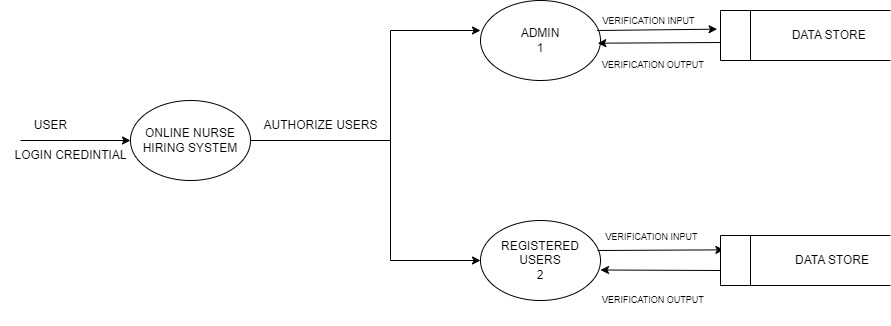 USER
LOGIN CREDINTIAL
ONLINE NURSE
HIRING SYSTEM
AUTHORIZE USERS
ADMIN
1
VERIFICATION INPUT
VERIFICATION OUTPUT
DATA STORE
REGISTERED
USERS
2
VERIFICATION INPUT
VERIFICATION OUTPUT
DATA STORE